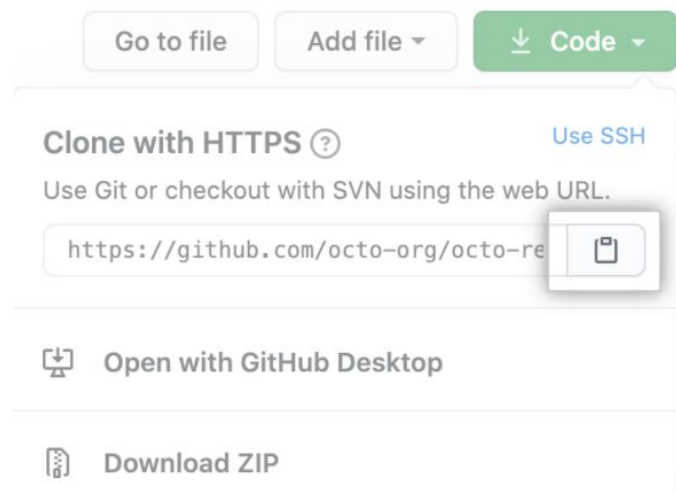 Go to file Add file Code
Clone with HTTPS Use SSH
Use Git or checkout with SVN using the web URL.
https://github.com/octo-org/octo-re
Open with GitHub Desktop
Download ZIP